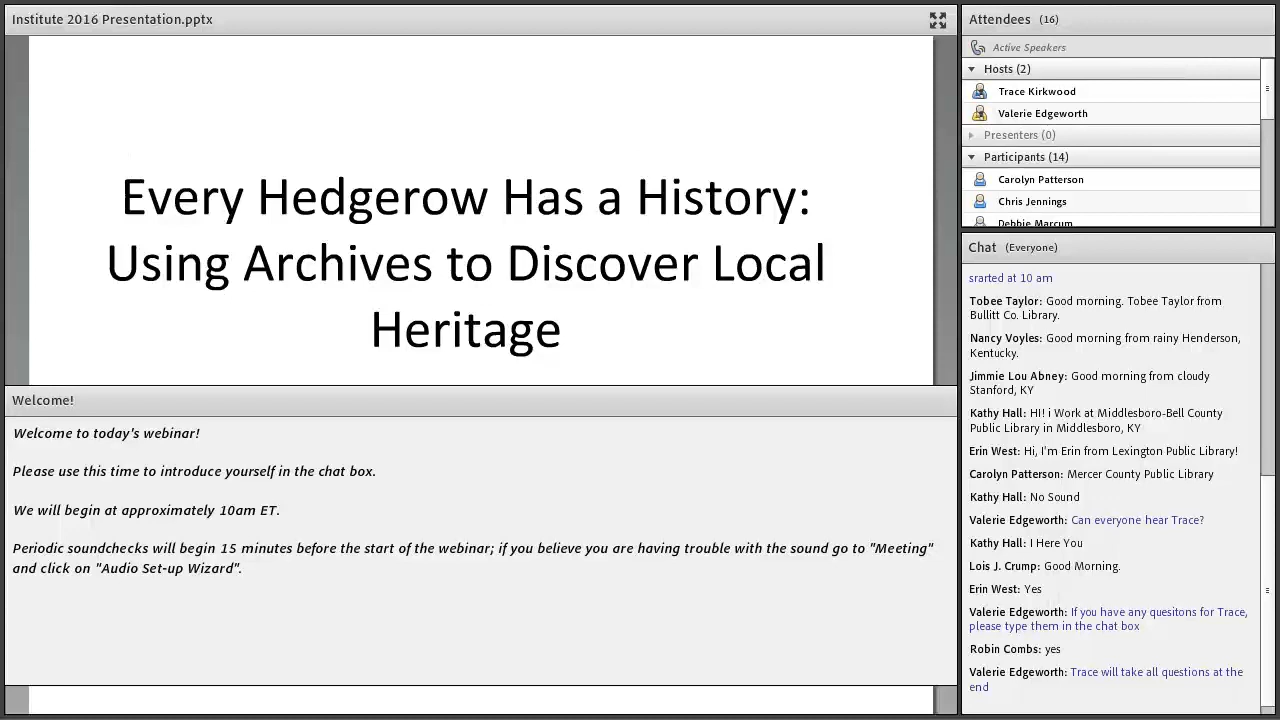 Institute 2016 Presentation.pptx
Every Hedgerow Has a History:
Using Archives to Discover Local
Heritage
Welcome!
Welcome to today's webinar!
Please use this time to introduce yourself in the chat box.
We will begin at approximately 10am ET.
Periodic soundchecks will begin 15 minutes before the start of the webinar; if you believe you are having trouble with the sound go to "Meeting"
and click on "Audio Set-up Wizard".
Attendees (16)
Active Speakers
Hosts (2)
Trace Kirkwood
Valerie Edgeworth
Presenters (0)
Participants (14)
Carolyn Patterson
Chris Jennings
Debbie Marcum
Chat (Everyone)
srarted at 10 am
Tobee Taylor: Good morning. Tobee Taylor from
Bullitt Co. Library.
Nancy Voyles: Good morning from rainy Henderson,
Kentucky.
Jimmie Lou Abney: Good morning from cloudy
Stanford, KY
Kathy Hall: HI! i Work at Middlesboro-Bell County
Public Library in Middlesboro, KY
Erin West: Hi, I'm Erin from Lexington Public Library!
Carolyn Patterson: Mercer County Public Library
Kathy Hall: No Sound
Valerie Edgeworth: Can everyone hear Trace?
Kathy Hall: I Here You
Lois J. Crump: Good Morning.
Erin West: Yes
Valerie Edgeworth: If you have any quesitons for Trace,
please type them in the chat box
Robin Combs: yes
Valerie Edgeworth: Trace will take all questions at the
end